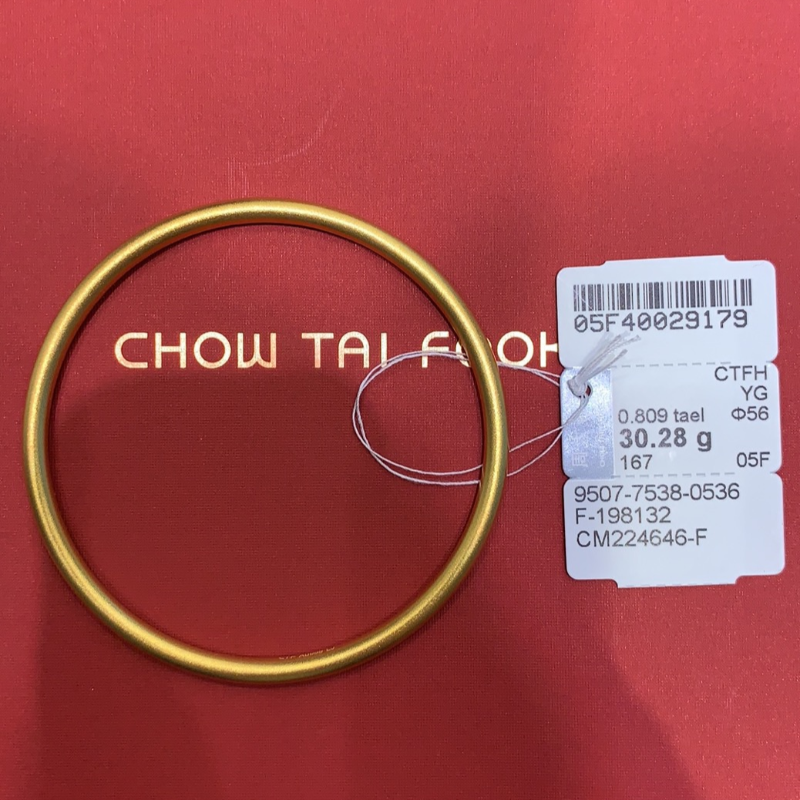 CHOW TAI FOOK
05F40029179
CTFH
YG
0.809 tael Φ56
30.28 g
167 05F
9507-7538-0536
F-198132
CM224646-F